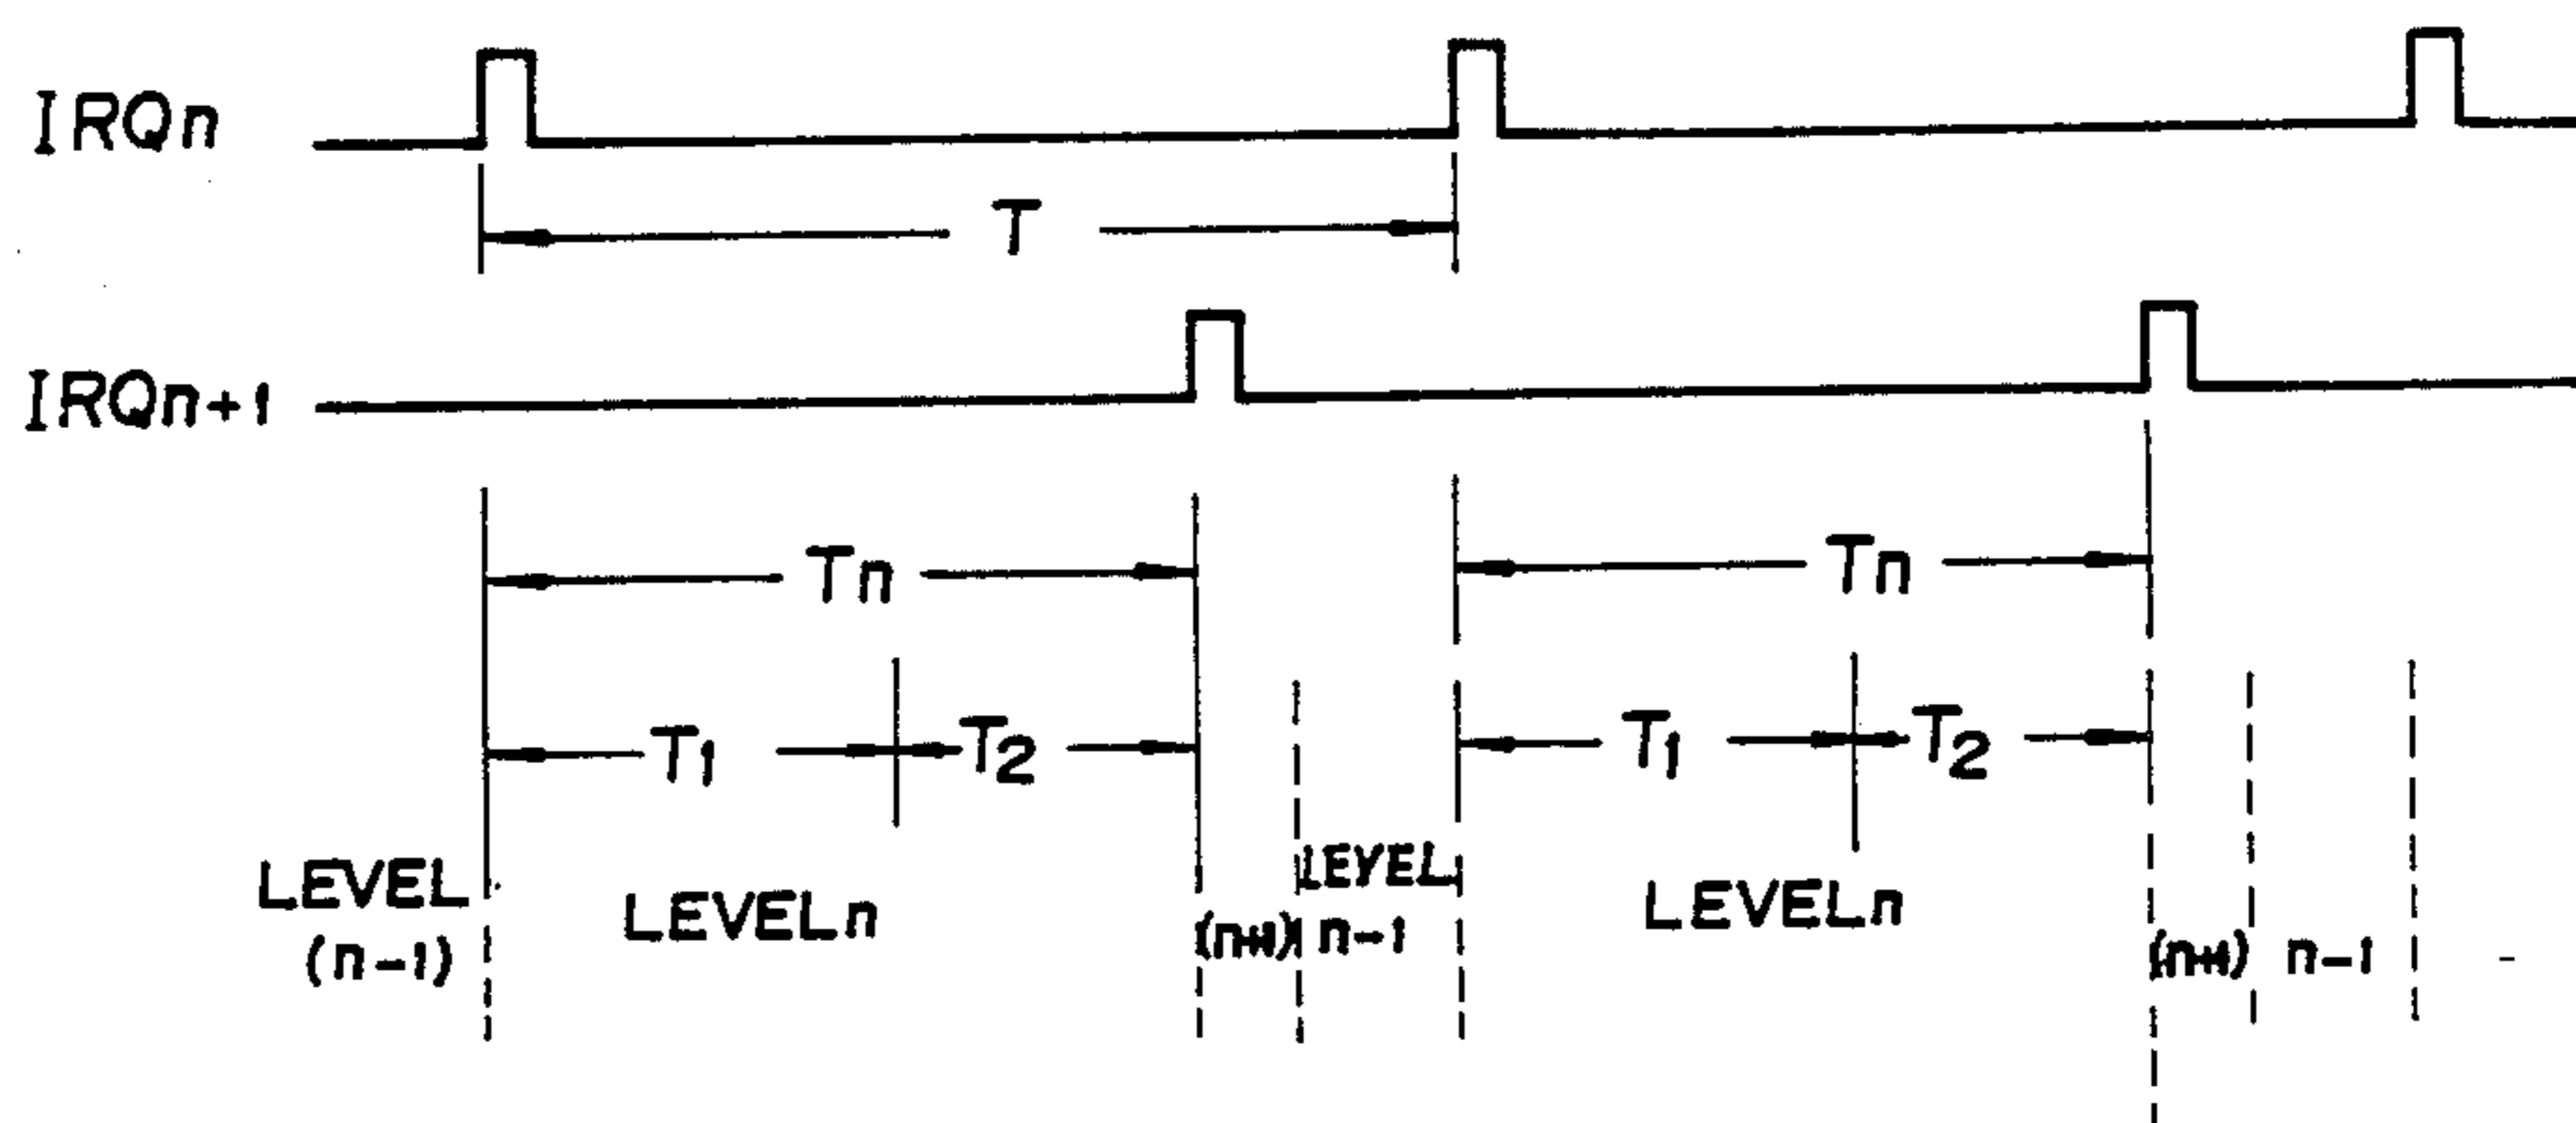 IRQn
T
IRQn+1
Tn
Tn
T1
T2
T1
T2
LEVEL
(n-1)
LEVELn
(n+1)
LEVEL
n-1
LEVELn
(n+1)
n-1